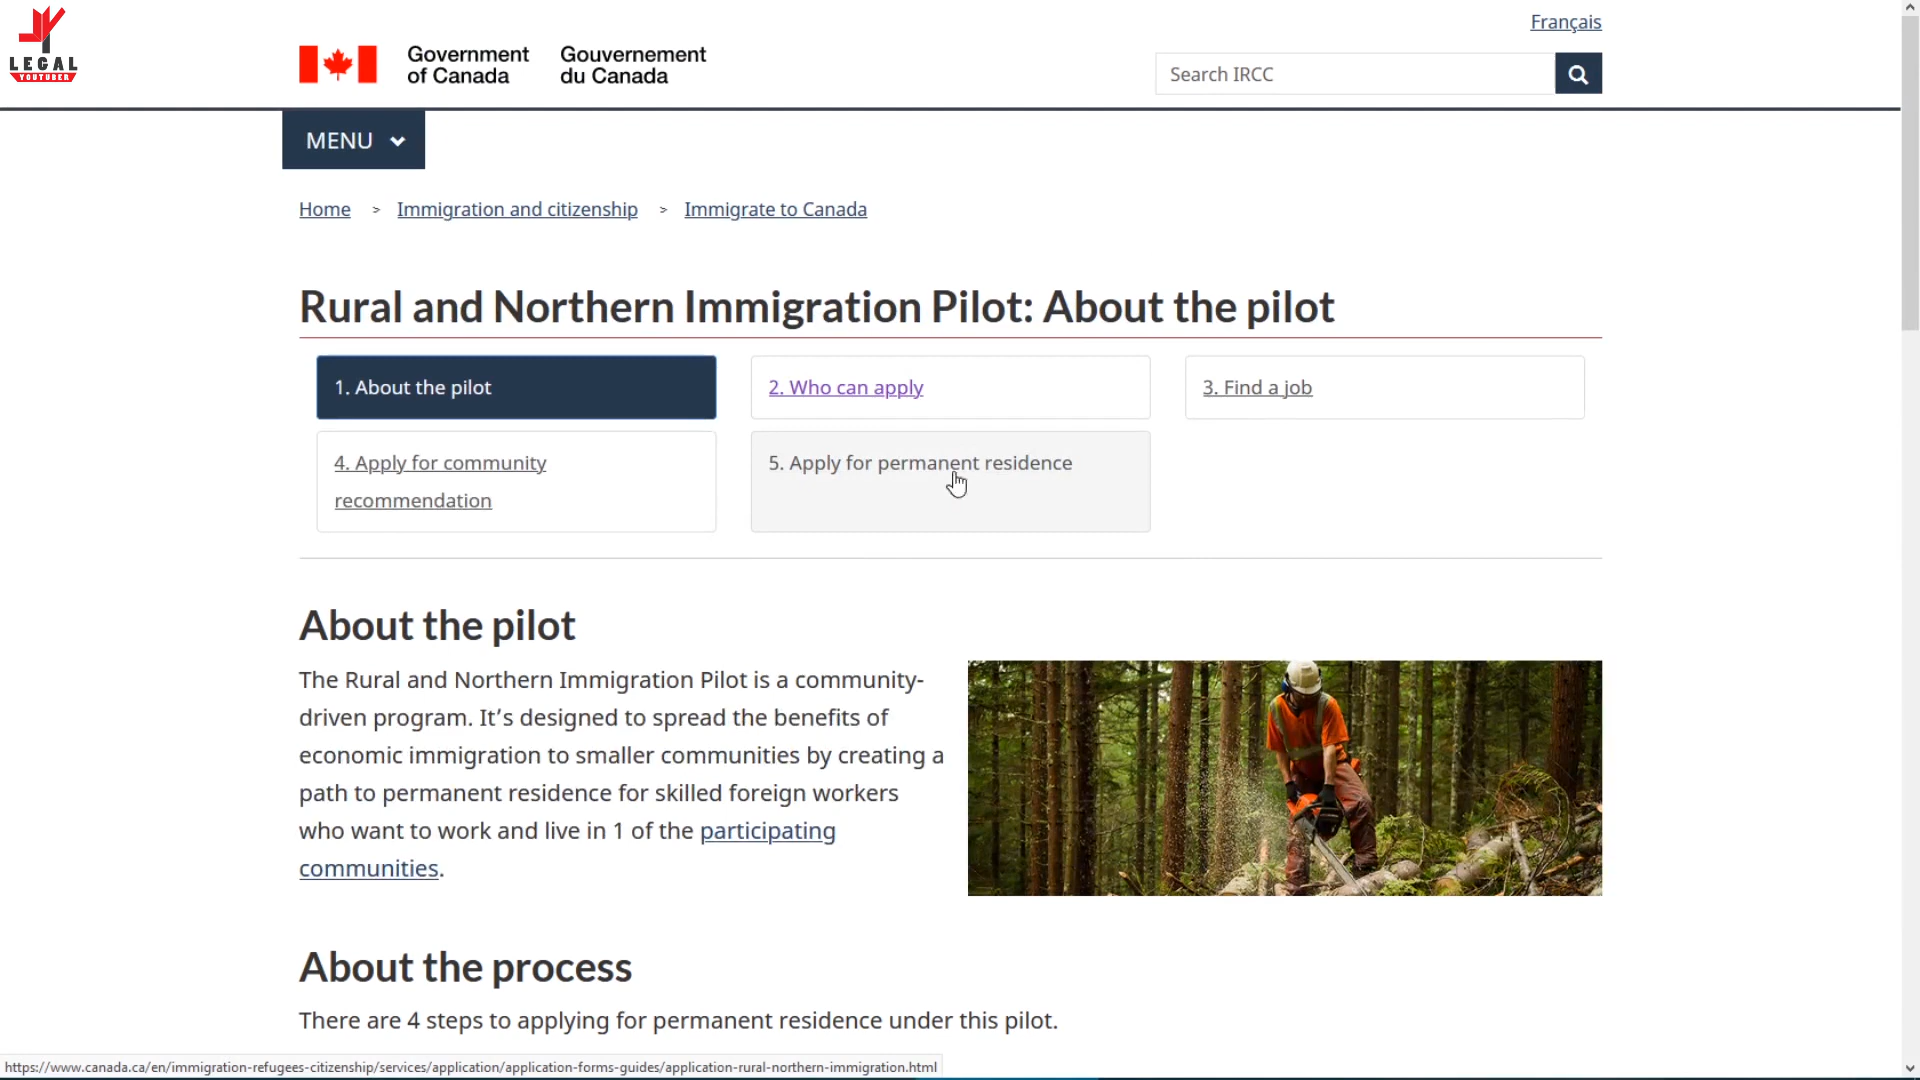 LEGAL
YOUTUBER
Français
Government
of Canada
Gouvernement
du Canada
Search IRCC
MENU
Home > Immigration and citizenship > Immigrate to Canada
Rural and Northern Immigration Pilot: About the pilot
1. About the pilot
2. Who can apply
3. Find a job
4. Apply for community
recommendation
5. Apply for permanent residence
About the pilot
The Rural and Northern Immigration Pilot is a community-
driven program. It’s designed to spread the benefits of
economic immigration to smaller communities by creating a
path to permanent residence for skilled foreign workers
who want to work and live in 1 of the participating
communities.
About the process
There are 4 steps to applying for permanent residence under this pilot.
https://www.canada.ca/en/immigration-refugees-citizenship/services/application/application-forms-guides/application-rural-northern-immigration.html